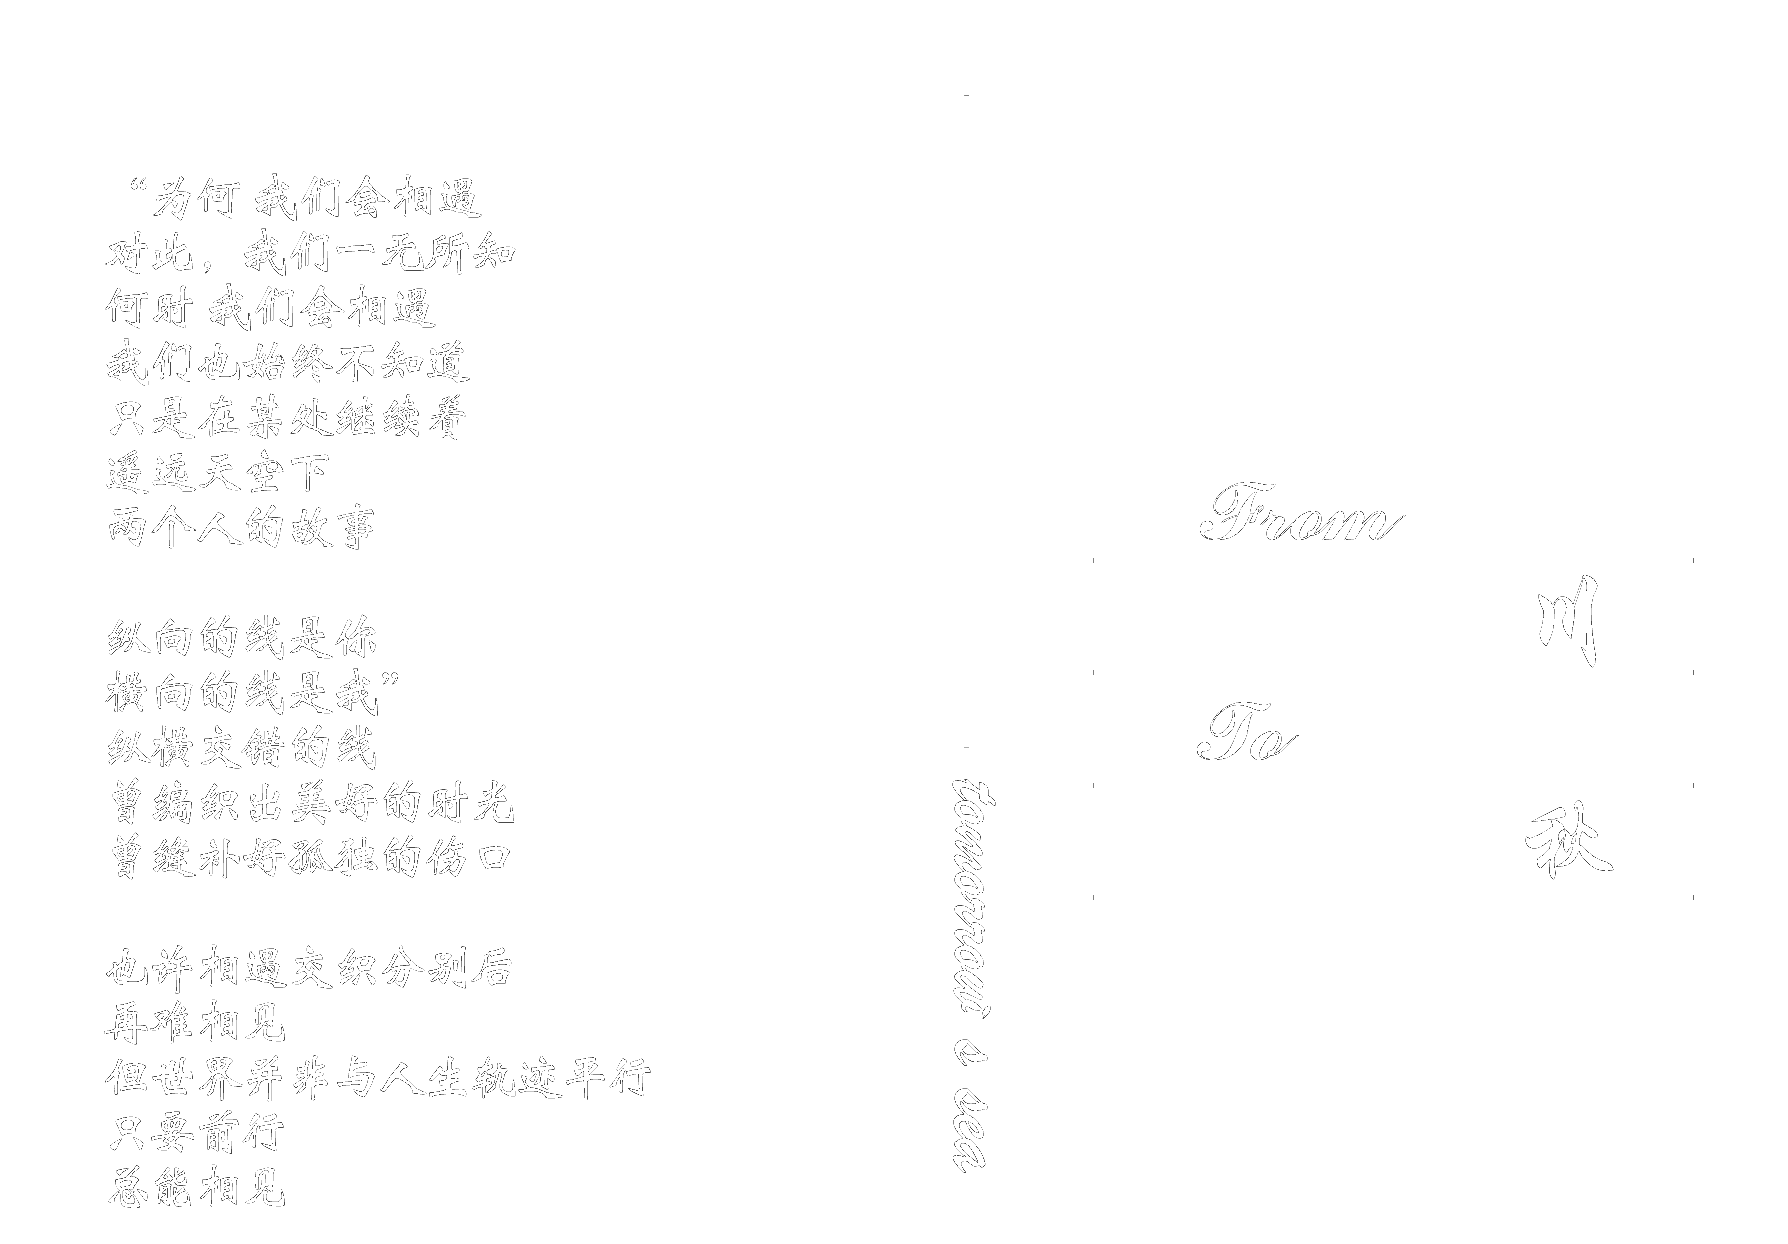 “为何 我们会相遇
对此，我们一无所知
何时 我们会相遇
我们也始终不知道
只是在某处继续着
遥远天空下
两个人的故事
纵向的线是你
横向的线是我”
纵横交错的线
曾编织出美好的时光
曾缝补好孤独的伤口
也许相遇交织分别后
再难相见
但世界并非与人生轨迹平行
只要前行
总能相见
tomorrow s sea
From
川
To
秋